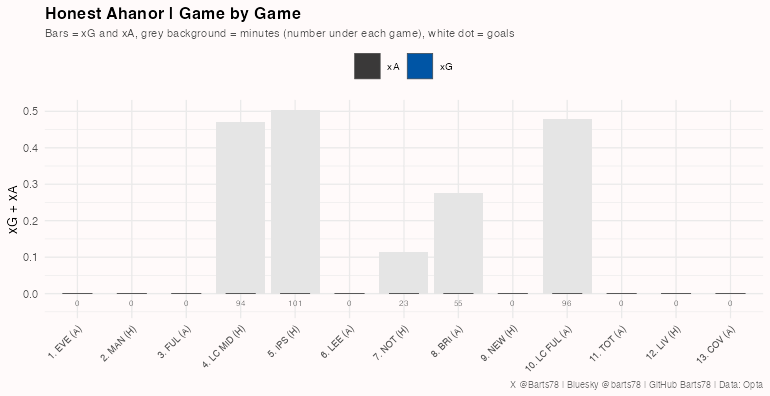 Honest Ahanor | Game by Game
Bars = xG and xA, grey background = minutes (number under each game), white dot = goals
xA xG
xG + xA
0.5
0.4
0.3
0.2
0.1
0.0
0 0 0 94 101 0 23 55 0 96 0 0 0
1. EVE (A)
2. MAN (H)
3. FUL (A)
4. LC MID (H)
5. IPS (H)
6. LEE (A)
7. NOT (H)
8. BRI (A)
9. NEW (H)
10. LC FUL (A)
11. TOT (A)
12. LIV (H)
13. COV (A)
X @Barts78 | Bluesky @barts78 | GitHub Barts78 | Data: Opta